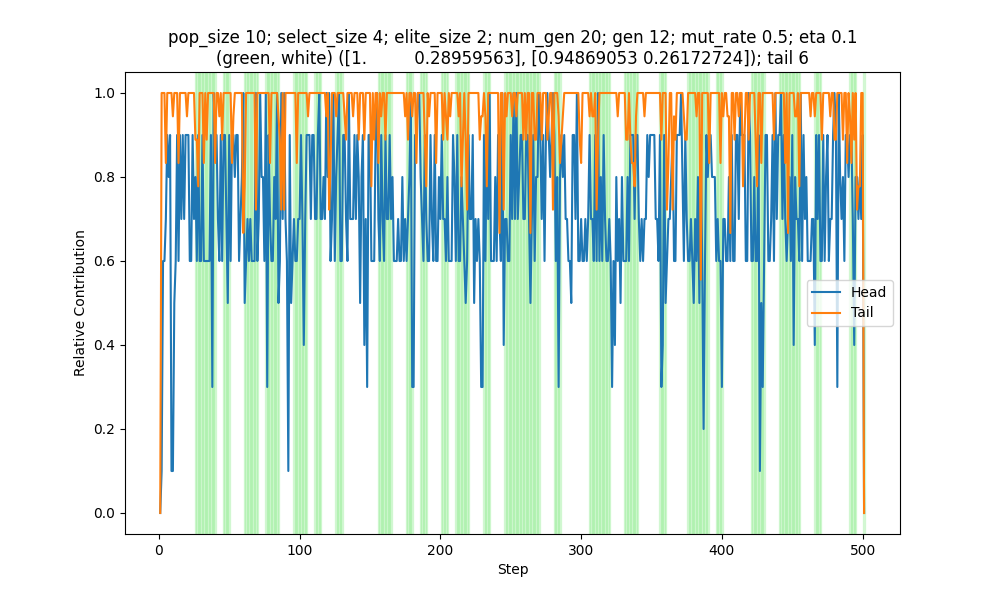 pop_size 10; select_size 4; elite_size 2; num_gen 20; gen 12; mut_rate 0.5; eta 0.1
(green, white) ([1.         0.28959563], [0.94869053 0.26172724]); tail 6
Relative Contribution
1.0
0.8
0.6
0.4
0.2
0.0
Head
Tail
0
100
200
300
400
500
Step